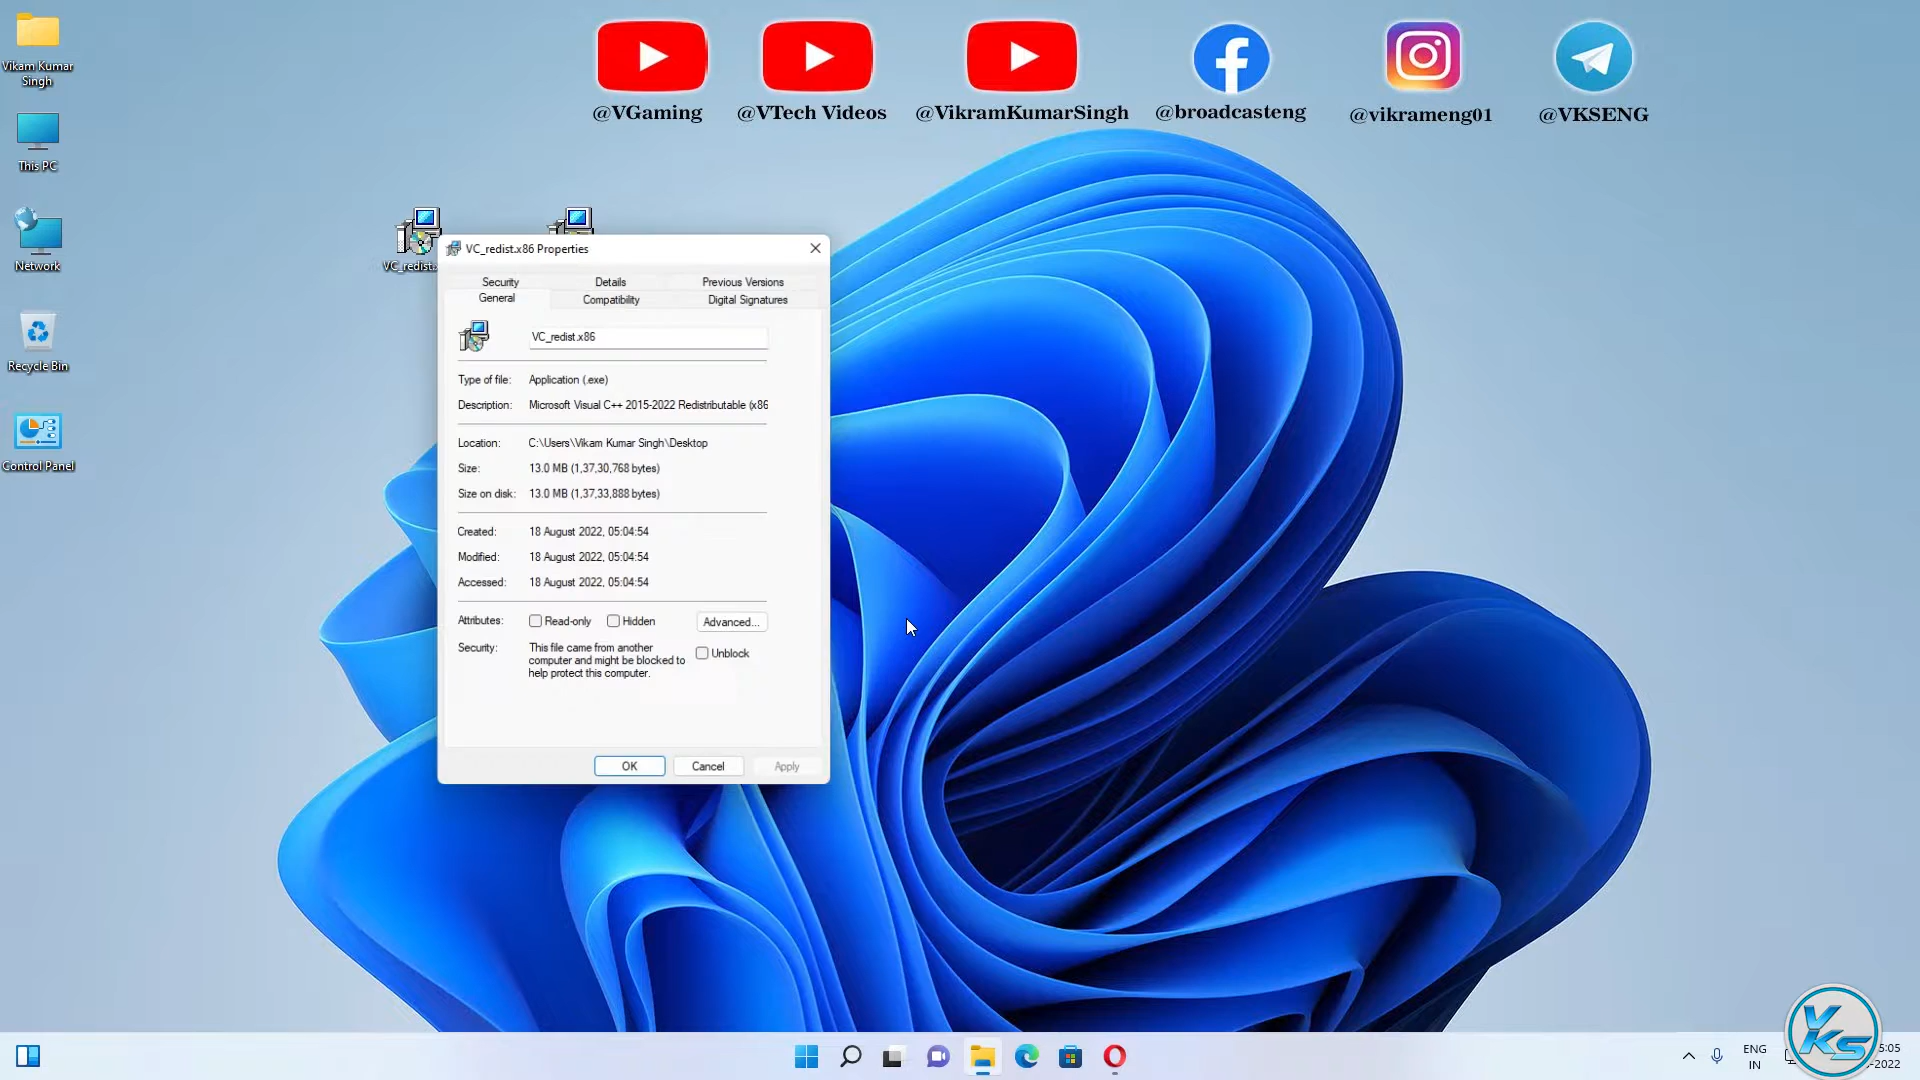 Vikam Kumar
Singh
This PC
Network
Recycle Bin
Control Panel
@VGaming
@VTech Videos
@VikramKumarSingh
@broadcasteng
@vikrameng01
@VKSENG
VC_redist.x
VC_redist.x86 Properties
Security
Details
Previous Versions
General
Compatibility
Digital Signatures
VC_redist.x86
Type of file: Application (.exe)
Description: Microsoft Visual C++ 2015-2022 Redistributable (x86
Location: C:\Users\Vikam Kumar Singh\Desktop
Size: 13.0 MB (1,37,30,768 bytes)
Size on disk: 13.0 MB (1,37,33,888 bytes)
Created: 18 August 2022, 05:04:54
Modified: 18 August 2022, 05:04:54
Accessed: 18 August 2022, 05:04:54
Attributes: Read-only Hidden Advanced...
Security: This file came from another
computer and might be blocked to
help protect this computer.
Unblock
OK Cancel Apply
ENG
IN
5:05
-2022
VKS